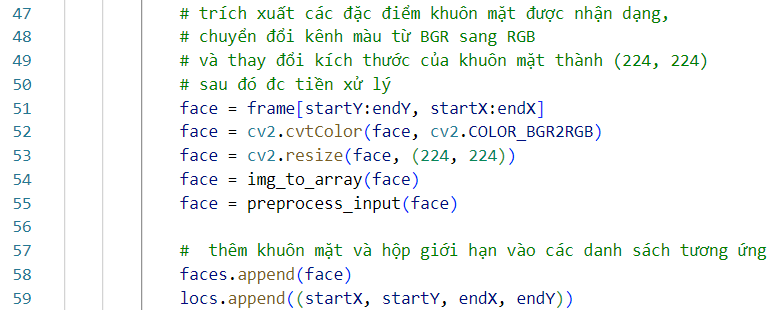 47 # trích xuất các đặc điểm khuôn mặt được nhận dạng,
48 # chuyển đổi kênh màu từ BGR sang RGB
49 # và thay đổi kích thước của khuôn mặt thành (224, 224)
50 # sau đó đc tiền xử lý
51 face = frame[startY:endY, startX:endX]
52 face = cv2.cvtColor(face, cv2.COLOR_BGR2RGB)
53 face = cv2.resize(face, (224, 224))
54 face = img_to_array(face)
55 face = preprocess_input(face)
56
57 #  thêm khuôn mặt và hộp giới hạn vào các danh sách tương ứng
58 faces.append(face)
59 locs.append((startX, startY, endX, endY))